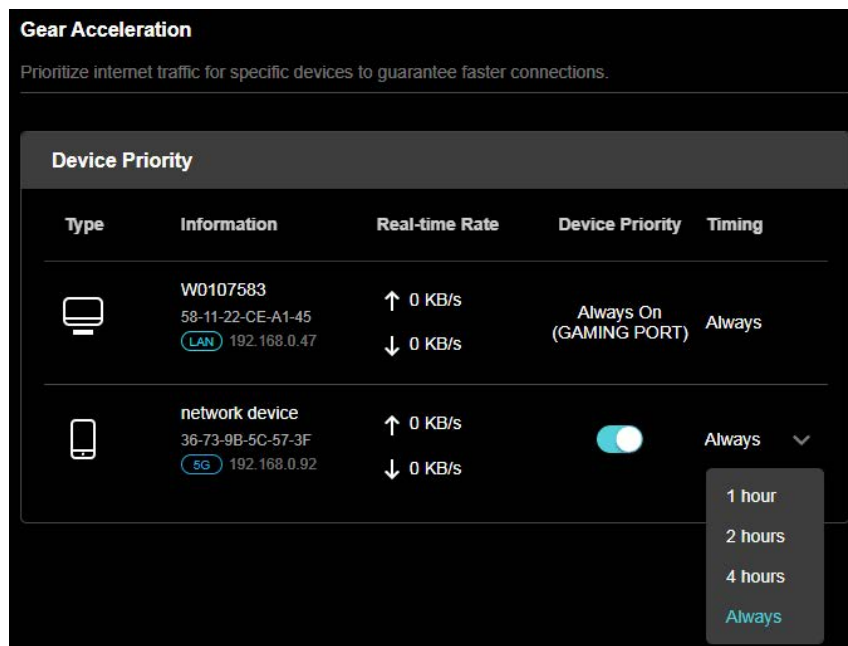 Gear Acceleration
Prioritize internet traffic for specific devices to guarantee faster connections.
Device Priority
Type Information Real-time Rate Device Priority Timing
W0107583
58-11-22-CE-A1-45
LAN 192.168.0.47
↑ 0 KB/s
↓ 0 KB/s
Always On
(GAMING PORT)
Always
network device
36-73-9B-5C-57-3F
5G 192.168.0.92
↑ 0 KB/s
↓ 0 KB/s
Always
1 hour
2 hours
4 hours
Always